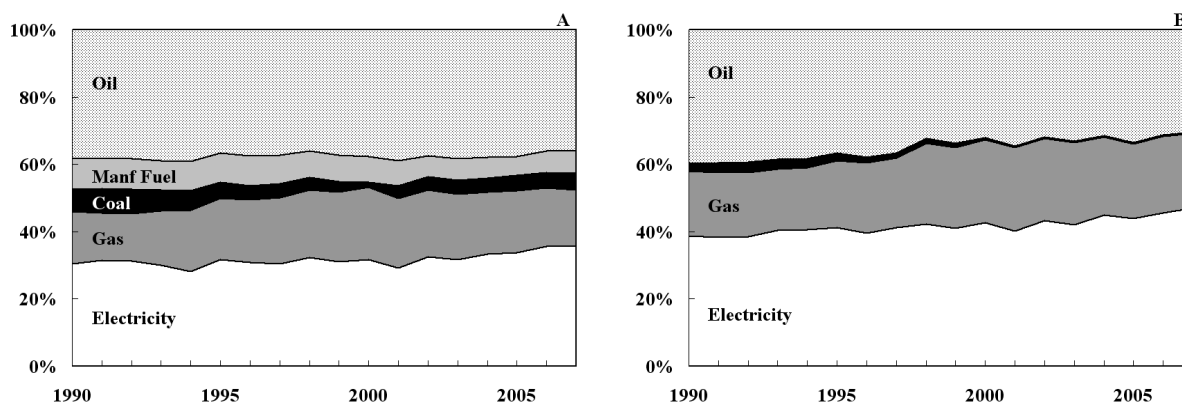 A
100%
80%
60%
40%
20%
0%
Oil
Manf Fuel
Coal
Gas
Electricity
1990 1995 2000 2005
B
100%
80%
60%
40%
20%
0%
Oil
Gas
Electricity
1990 1995 2000 2005